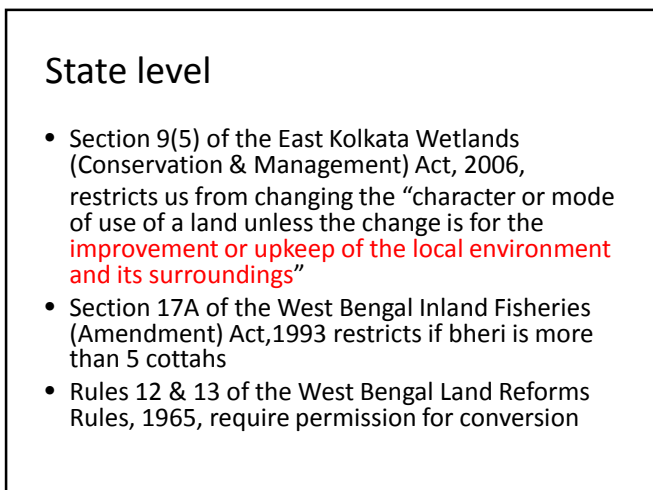 State level
• Section 9(5) of the East Kolkata Wetlands
(Conservation & Management) Act, 2006,
restricts us from changing the “character or mode
of use of a land unless the change is for the
improvement or upkeep of the local environment
and its surroundings”
• Section 17A of the West Bengal Inland Fisheries
(Amendment) Act,1993 restricts if bheri is more
than 5 cottahs
• Rules 12 & 13 of the West Bengal Land Reforms
Rules, 1965, require permission for conversion